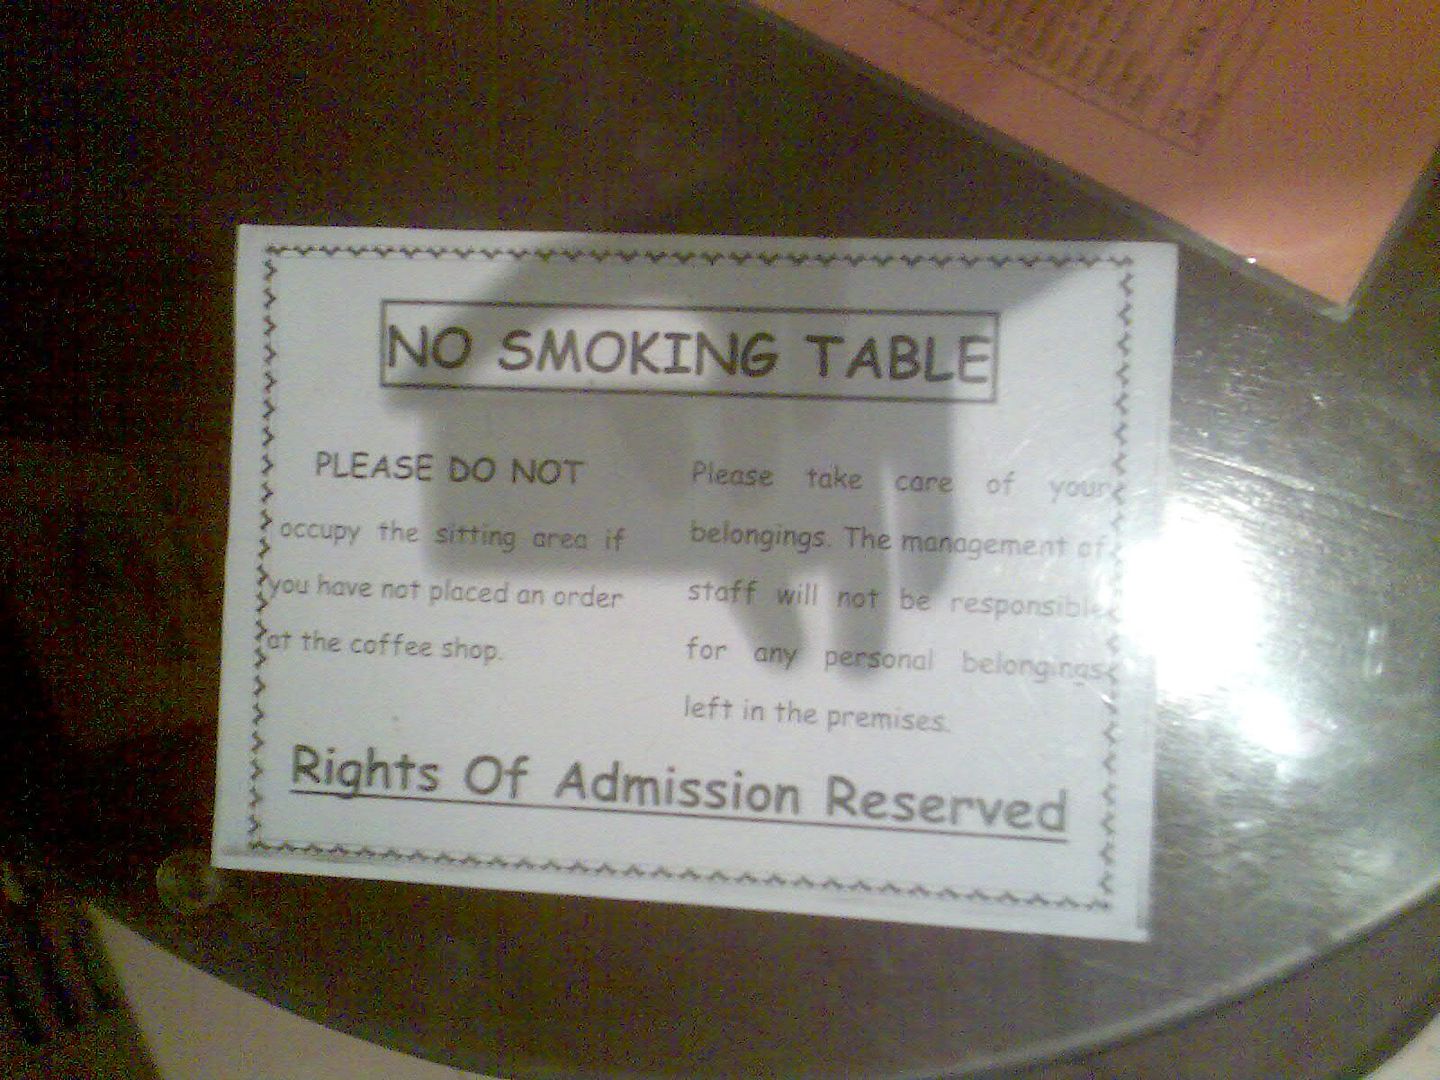 NO SMOKING TABLE
PLEASE DO NOT
occupy the sitting area if
you have not placed an order
at the coffee shop.
Please take care of your
belongings. The management of
staff will not be responsible
for any personal belongings
left in the premises.
Rights Of Admission Reserved